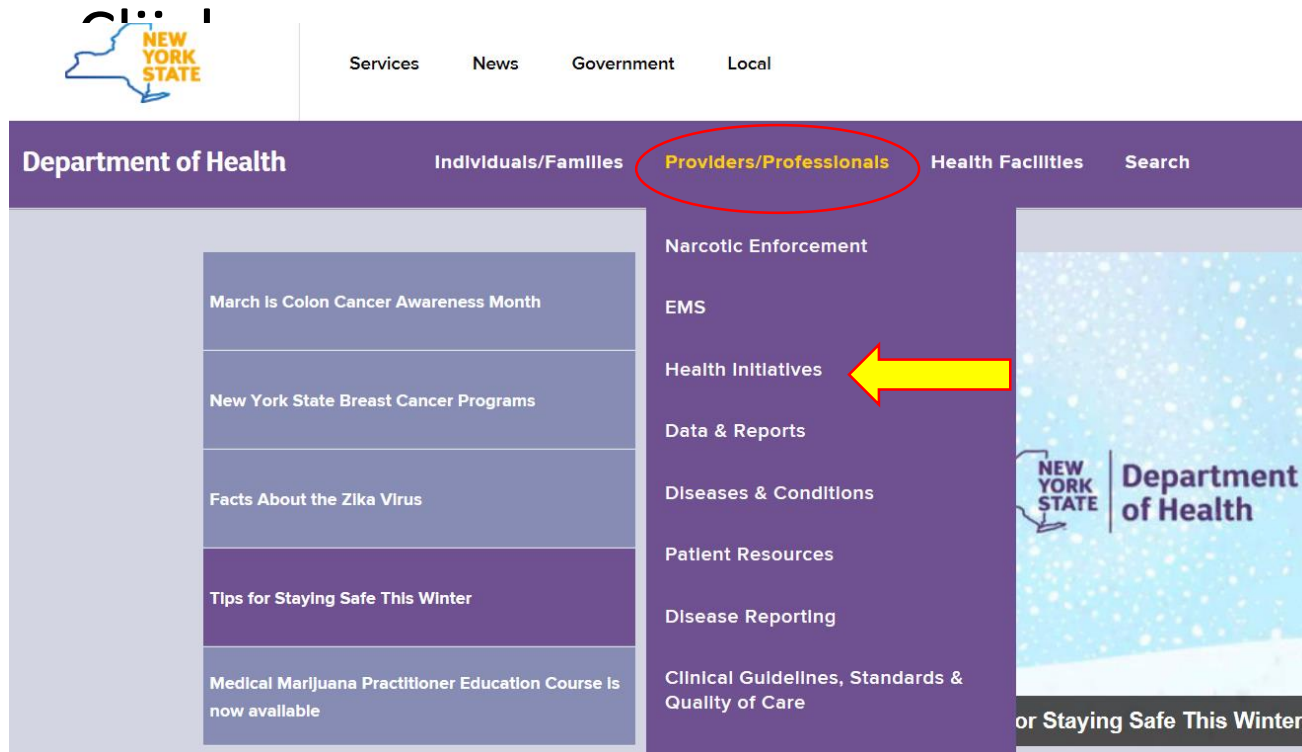 NEW
YORK
STATE
Services News Government Local
Department of Health Individuals/Families Providers/Professionals Health Facilities Search
March is Colon Cancer Awareness Month
New York State Breast Cancer Programs
Facts About the Zika Virus
Tips for Staying Safe This Winter
Medical Marijuana Practitioner Education Course is
now available
Narcotic Enforcement
EMS
Health Initiatives
Data & Reports
Diseases & Conditions
Patient Resources
Disease Reporting
Clinical Guidelines, Standards &
Quality of Care
NEW
YORK
STATE
Department
of Health
or Staying Safe This Winter